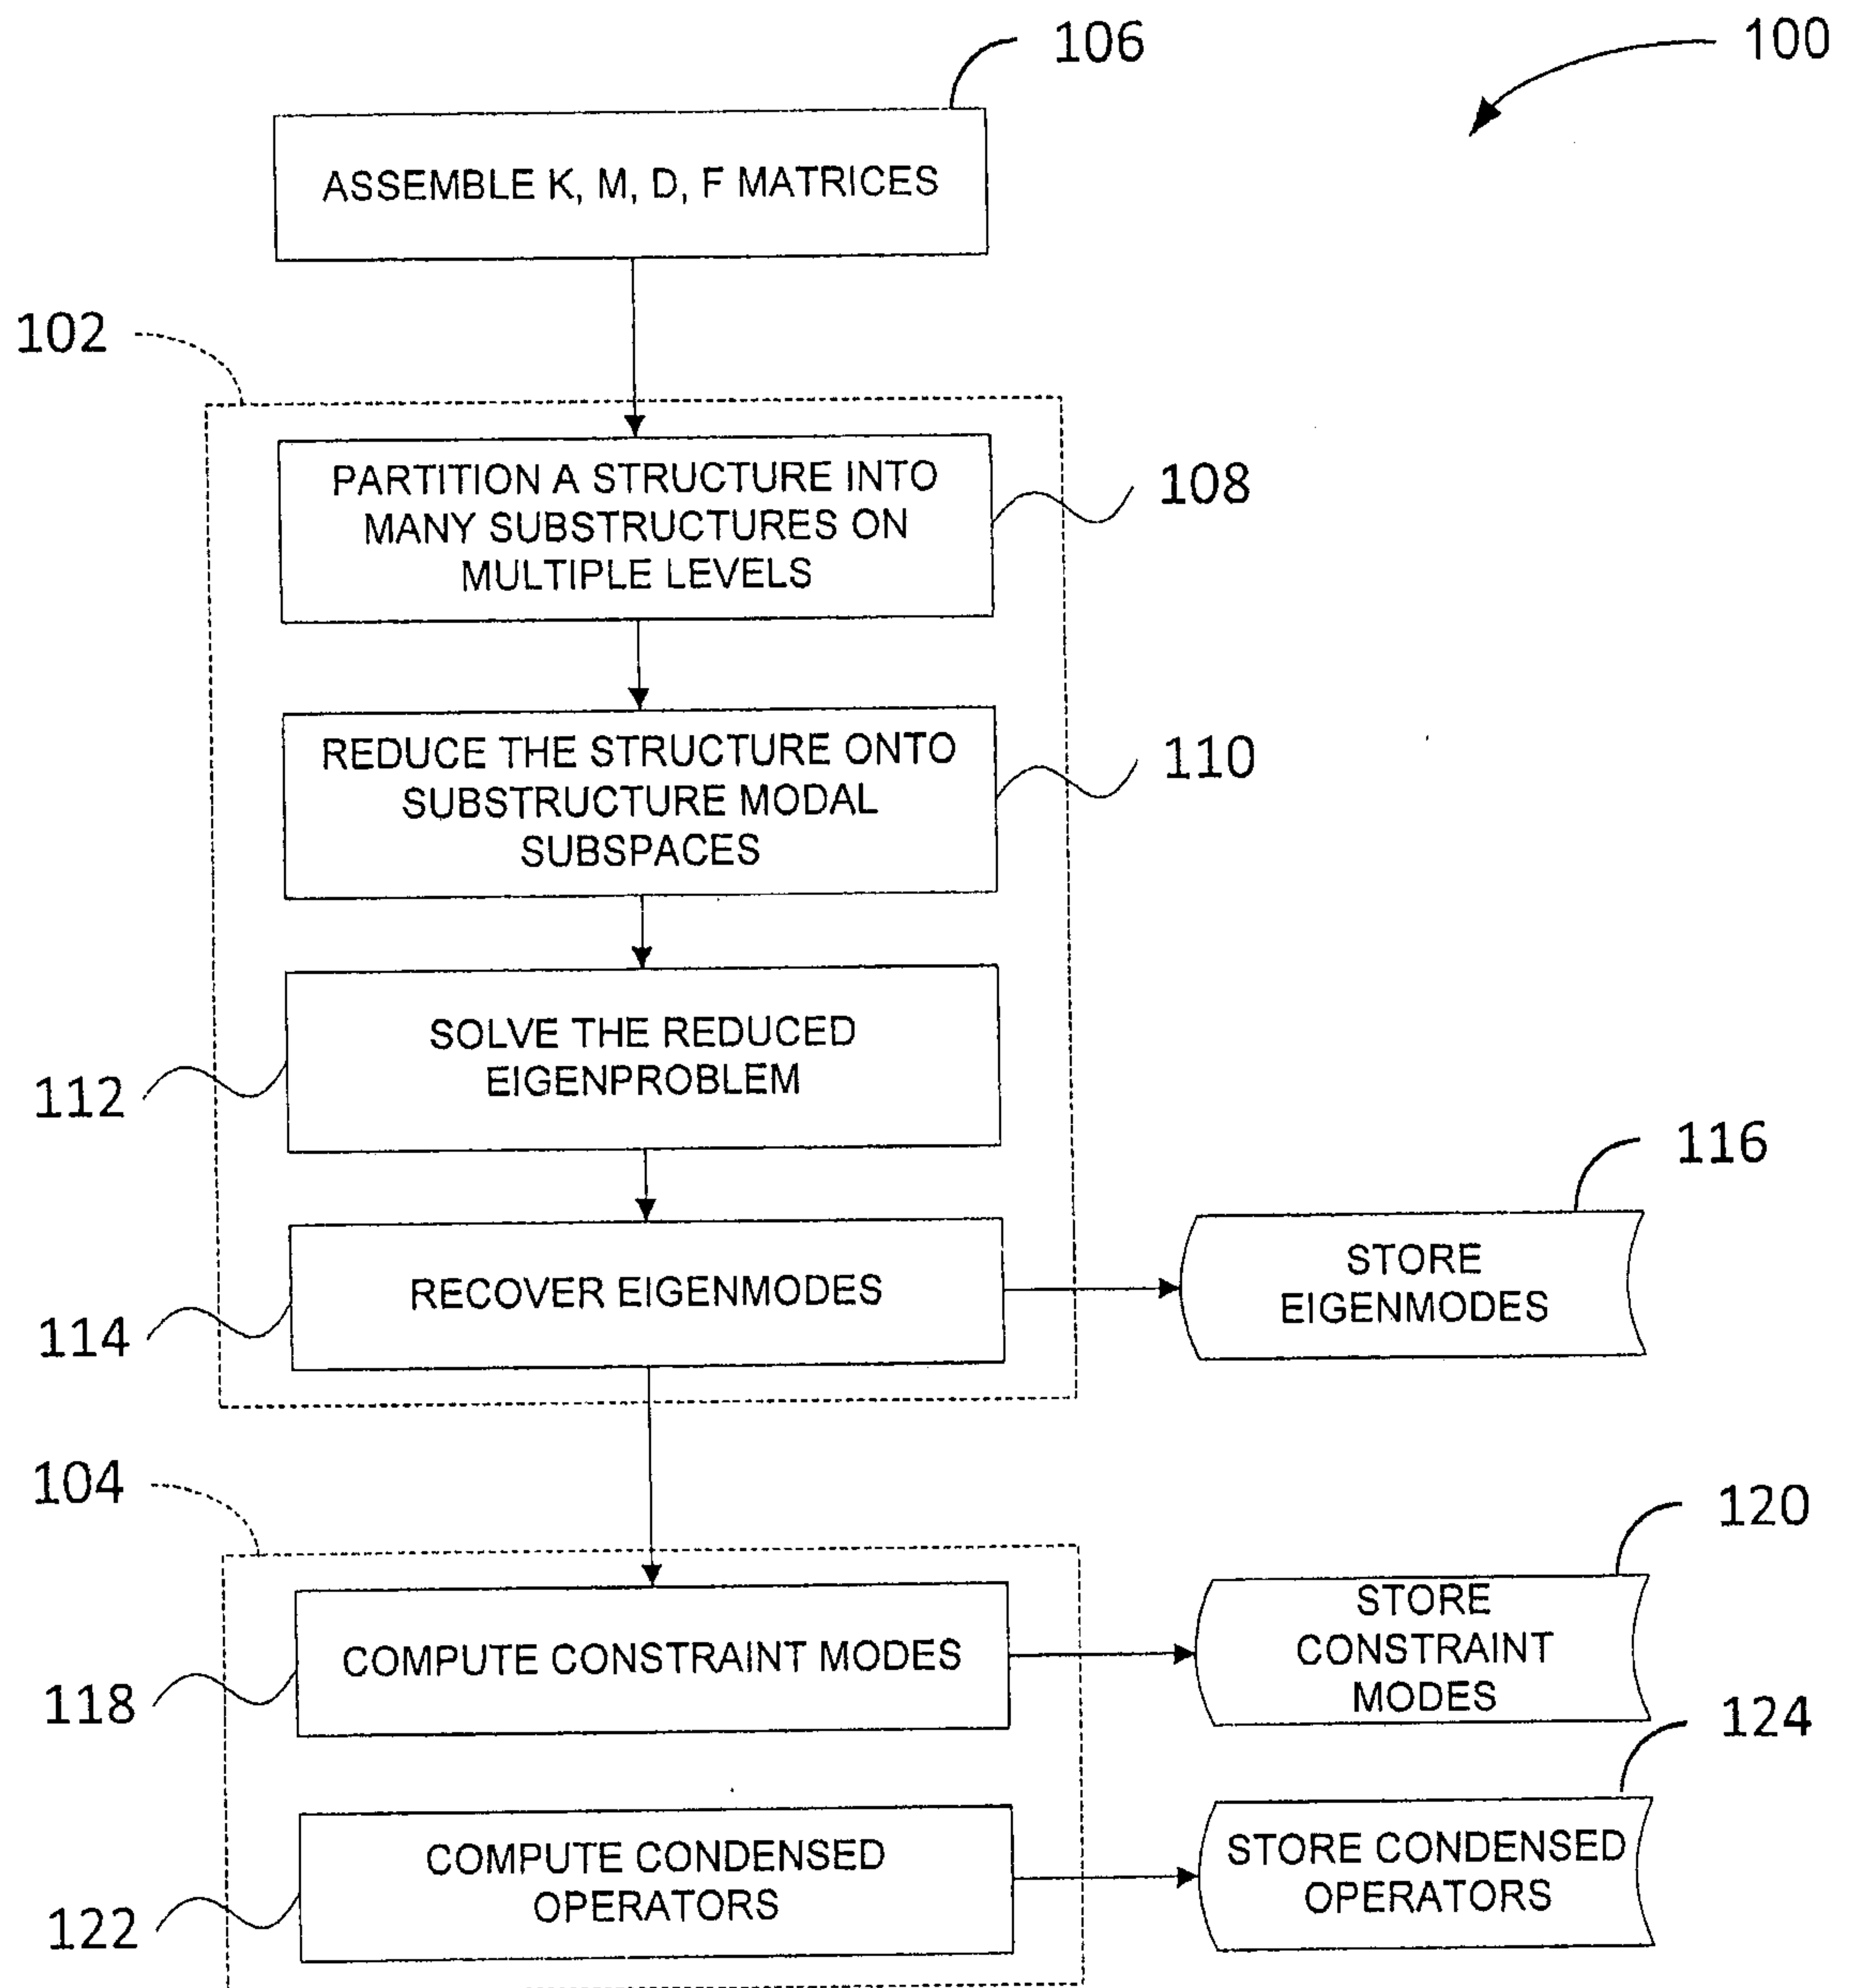 106
100
ASSEMBLE K, M, D, F MATRICES
102
PARTITION A STRUCTURE INTO
MANY SUBSTRUCTURES ON
MULTIPLE LEVELS
108
REDUCE THE STRUCTURE ONTO
SUBSTRUCTURE MODAL
SUBSPACES
110
SOLVE THE REDUCED
EIGENPROBLEM
112
116
RECOVER EIGENMODES
STORE
EIGENMODES
114
104
120
COMPUTE CONSTRAINT MODES
STORE
CONSTRAINT
MODES
118
124
COMPUTE CONDENSED
OPERATORS
STORE CONDENSED
OPERATORS
122